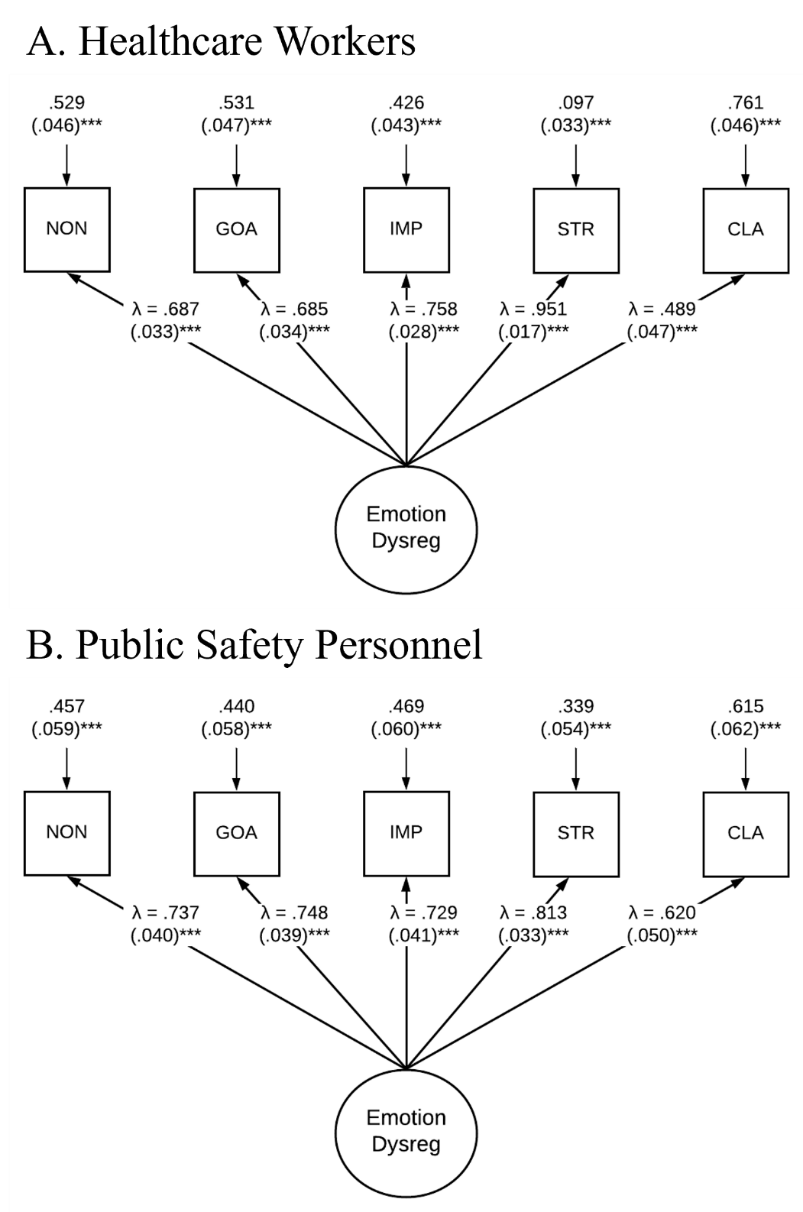 A. Healthcare Workers
.529 .531 .426 .097 .761
(.046)*** (.047)*** (.043)*** (.033)*** (.046)***
NON GOA IMP STR CLA
λ = .687 λ = .685 λ = .758 λ = .951 λ = .489
(.033)*** (.034)*** (.028)*** (.017)*** (.047)***
Emotion
Dysreg
B. Public Safety Personnel
.457 .440 .469 .339 .615
(.059)*** (.058)*** (.060)*** (.054)*** (.062)***
NON GOA IMP STR CLA
λ = .737 λ = .748 λ = .729 λ = .813 λ = .620
(.040)*** (.039)*** (.041)*** (.033)*** (.050)***
Emotion
Dysreg